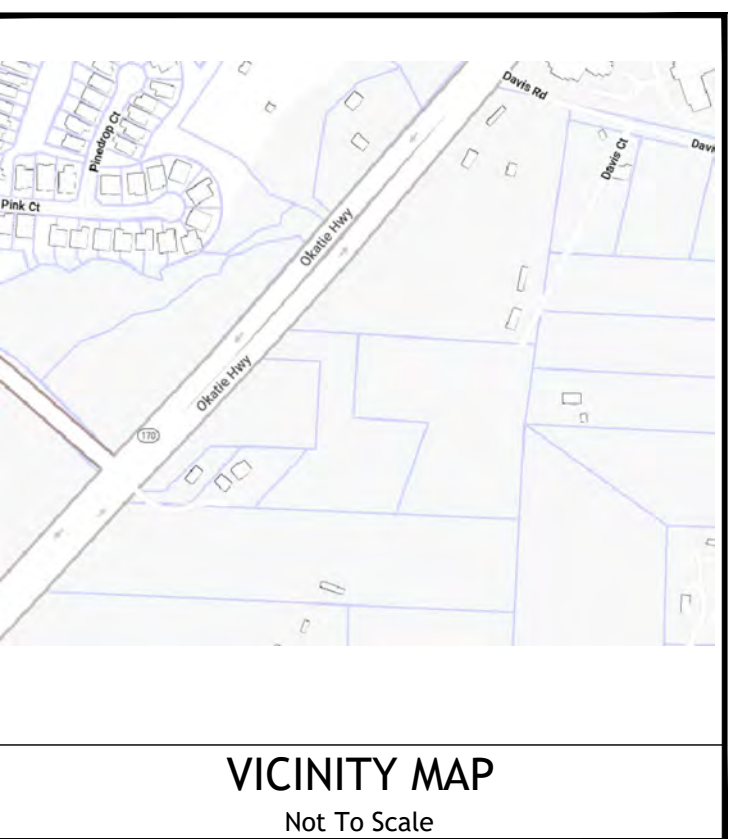 Davis Rd
Pinedrop Ct
Davis Ct
Davi
Pink Ct
Okatie Hwy
Okatie Hwy
170
VICINITY MAP
Not To Scale